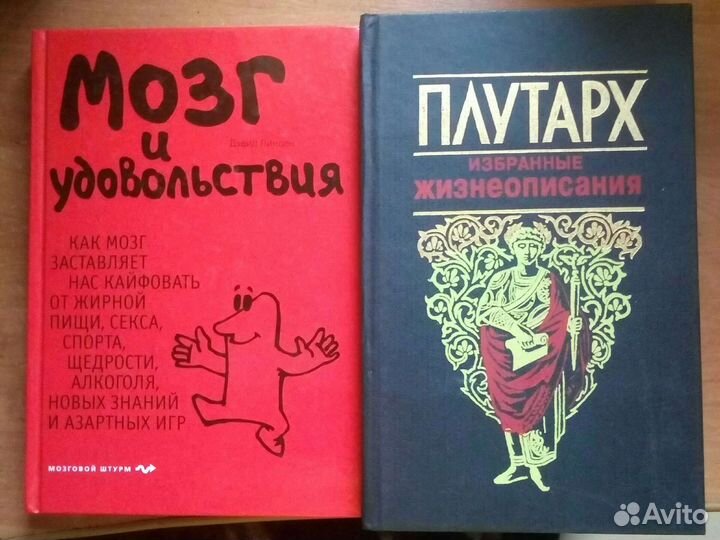 МОЗГ
и
Дэвид Линден
удовольствия
КАК МОЗГ
ЗАСТАВЛЯЕТ
НАС КАЙФОВАТЬ
ОТ ЖИРНОЙ
ПИЩИ, СЕКСА,
СПОРТА,
ЩЕДРОСТИ,
АЛКОГОЛЯ,
НОВЫХ ЗНАНИЙ
И АЗАРТНЫХ ИГР
МОЗГОВОЙ ШТУРМ
ПЛУТАРХ
ИЗБРАННЫЕ
ЖИЗНЕОПИСАНИЯ
Avito